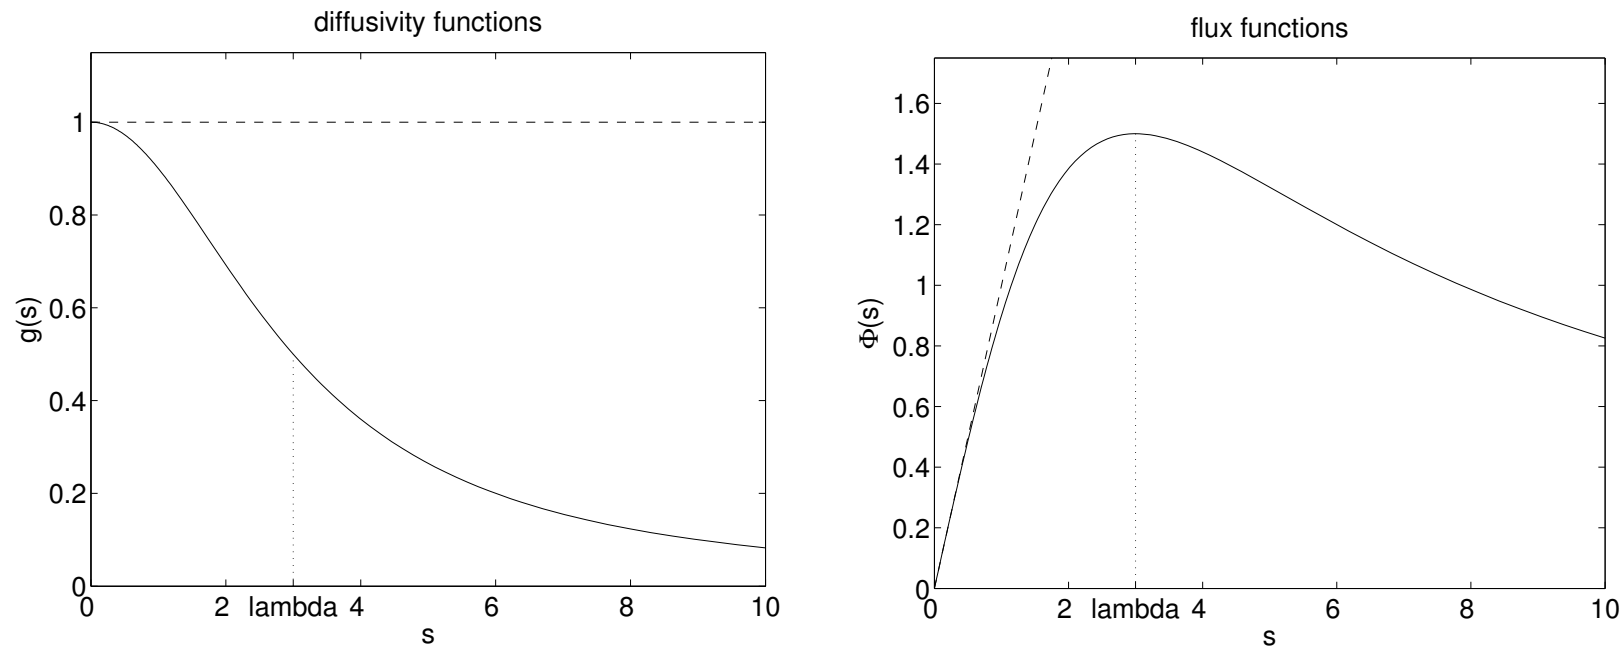 diffusivity functions
1
0.8
0.6
0.4
0.2
0
g(s)
0 2 lambda 4 6 8 10
s
flux functions
1.6
1.4
1.2
1
0.8
0.6
0.4
0.2
0
Φ(s)
0 2 lambda 4 6 8 10
s